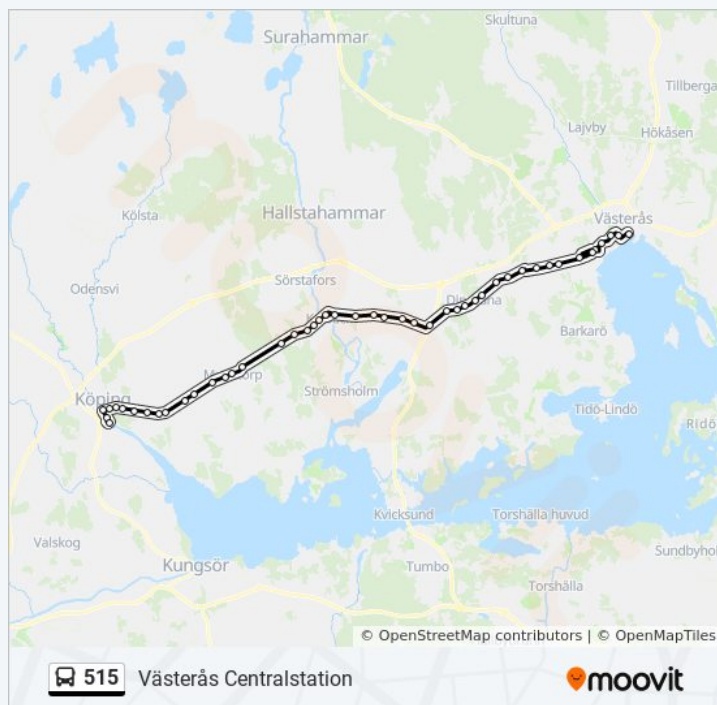 Skultuna
Surahammar
Tillberga
Lajvby
Hökåsen
Kölsta
Hallstahammar
Västerås
Sörstafors
Odensvi
Barkarö
Köping
Strömsholm
Tidö-Lindö
Ridö
Kvicksund
Torshälla huvud
Valskog
Kungsör
Tumbo
Sundbyho
Torshälla
© OpenStreetMap contributors | © OpenMapTiles
515 Västerås Centralstation
moovit